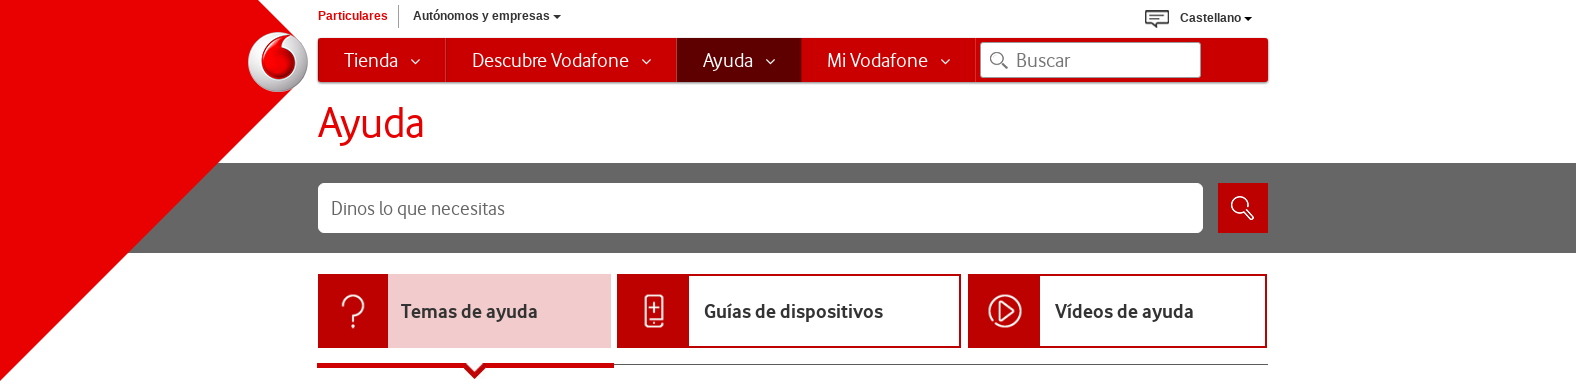 Particulares Autónomos y empresas Castellano
Tienda Descubre Vodafone Ayuda Mi Vodafone Buscar
Ayuda
Dinos lo que necesitas
Temas de ayuda Guías de dispositivos Vídeos de ayuda